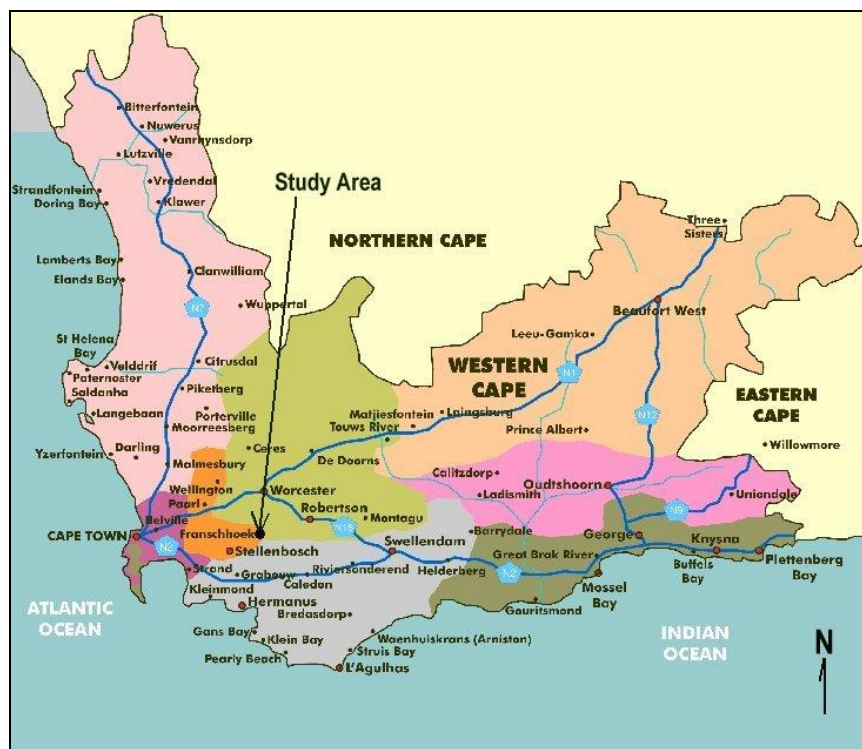 Bitterfontein
Nuwerus
Vanrhynsdorp
Lutzville
Vredendal
Strandfontein
Doring Bay
Klawer
Study Area
Three
Sisters
NORTHERN CAPE
Lamberts Bay
Elands Bay
Clanwilliam
Wuppertal
N7
Beaufort West
Leeu-Gamka
St Helena
Bay
Velddrif
Citrusdal
Paternoster
Saldanha
Piketberg
WESTERN
CAPE
N1
EASTERN
CAPE
Langebaan
Porterville
Moorreesberg
Matjiesfontein
Laingsburg
Touws River
N12
Prince Albert
Willowmore
Yzerfontein
Darling
Ceres
De Doorns
Malmesbury
Calitzdorp
Wellington
Worcester
Ladismith
Oudtshoorn
Uniondale
Paarl
Robertson
Montagu
N9
Belville
CAPE TOWN
Franschhoek
N15
Barrydale
George
Knysna
N2
Stellenbosch
Swellendam
Great Brak River
Buffels
Bay
Plettenberg
Bay
Strand
Grabouw
Riviersonderend
Caledon
Helderberg
N2
Mossel
Bay
Kleinmond
Hermanus
Bredasdorp
Gouritsmond
ATLANTIC
OCEAN
Gans Bay
Klein Bay
Waenhuiskrans (Arniston)
Struis Bay
Pearly Beach
L'Agulhas
INDIAN
OCEAN
N